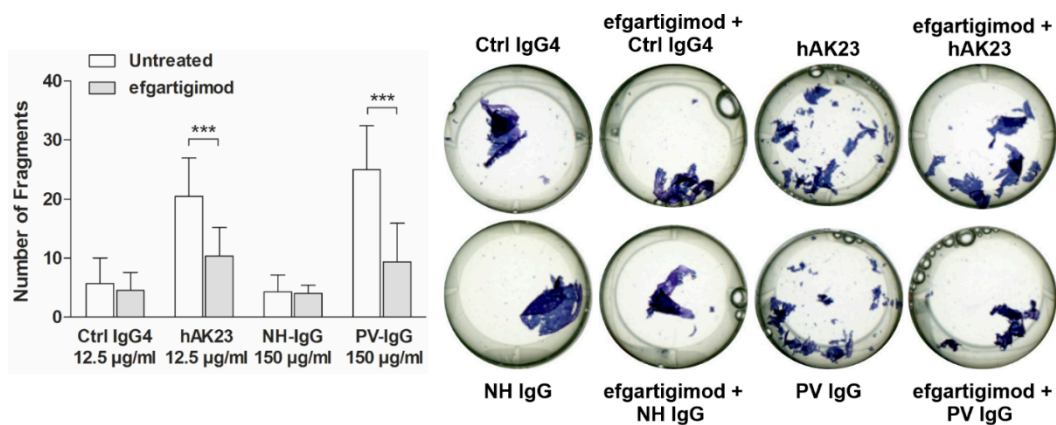 Untreated
efgartigimod
Number of Fragments
40
30
20
10
0
***
***
Ctrl IgG4
12.5 µg/ml
hAK23
12.5 µg/ml
NH-IgG
150 µg/ml
PV-IgG
150 µg/ml
Ctrl IgG4
efgartigimod +
Ctrl IgG4
hAK23
efgartigimod +
hAK23
NH IgG
efgartigimod +
NH IgG
PV IgG
efgartigimod +
PV IgG